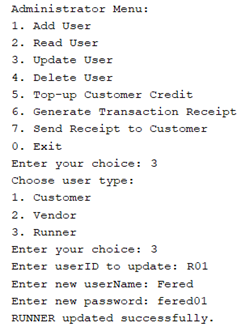 Administrator Menu:
1. Add User
2. Read User
3. Update User
4. Delete User
5. Top-up Customer Credit
6. Generate Transaction Receipt
7. Send Receipt to Customer
0. Exit
Enter your choice: 3
Choose user type:
1. Customer
2. Vendor
3. Runner
Enter your choice: 3
Enter userID to update: R01
Enter new userName: Fered
Enter new password: fered01
RUNNER updated successfully.